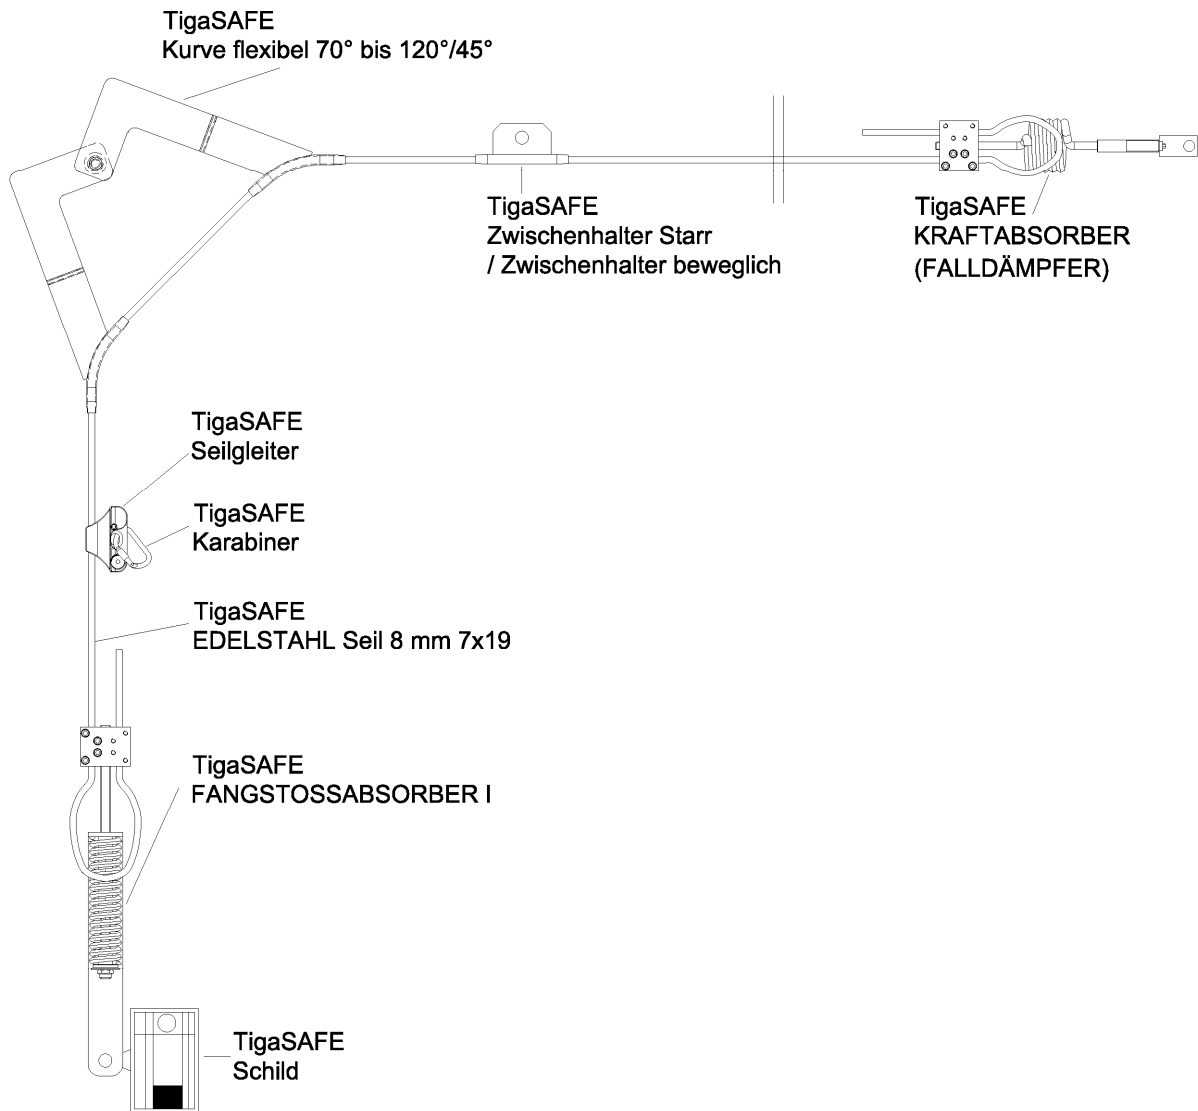 TigaSAFE
Kurve flexibel 70° bis 120°/45°
TigaSAFE
Zwischenhalter Starr
/ Zwischenhalter beweglich
TigaSAFE
KRAFTABSORBER
(FALLDÄMPFER)
TigaSAFE
Seilgleiter
TigaSAFE
Karabiner
TigaSAFE
EDELSTAHL Seil 8 mm 7x19
TigaSAFE
FANGSTOSSABSORBER I
TigaSAFE
Schild